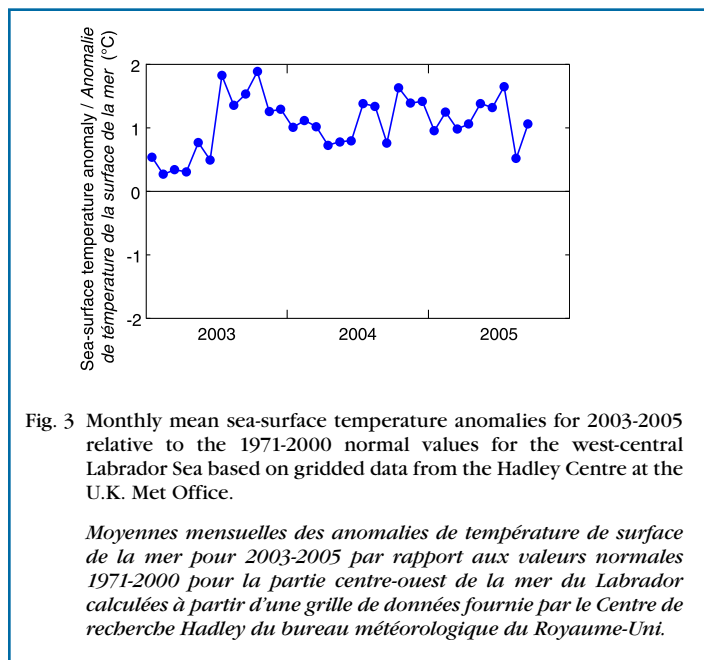 Sea-surface temperature anomaly / Anomalie
de témperature de la surface de la mer (°C)
2
1
0
-1
-2
2003
2004
2005
Fig. 3 Monthly mean sea-surface temperature anomalies for 2003-2005
relative to the 1971-2000 normal values for the west-central
Labrador Sea based on gridded data from the Hadley Centre at the
U.K. Met Office.
Moyennes mensuelles des anomalies de température de surface
de la mer pour 2003-2005 par rapport aux valeurs normales
1971-2000 pour la partie centre-ouest de la mer du Labrador
calculées à partir d'une grille de données fournie par le Centre de
recherche Hadley du bureau météorologique du Royaume-Uni.